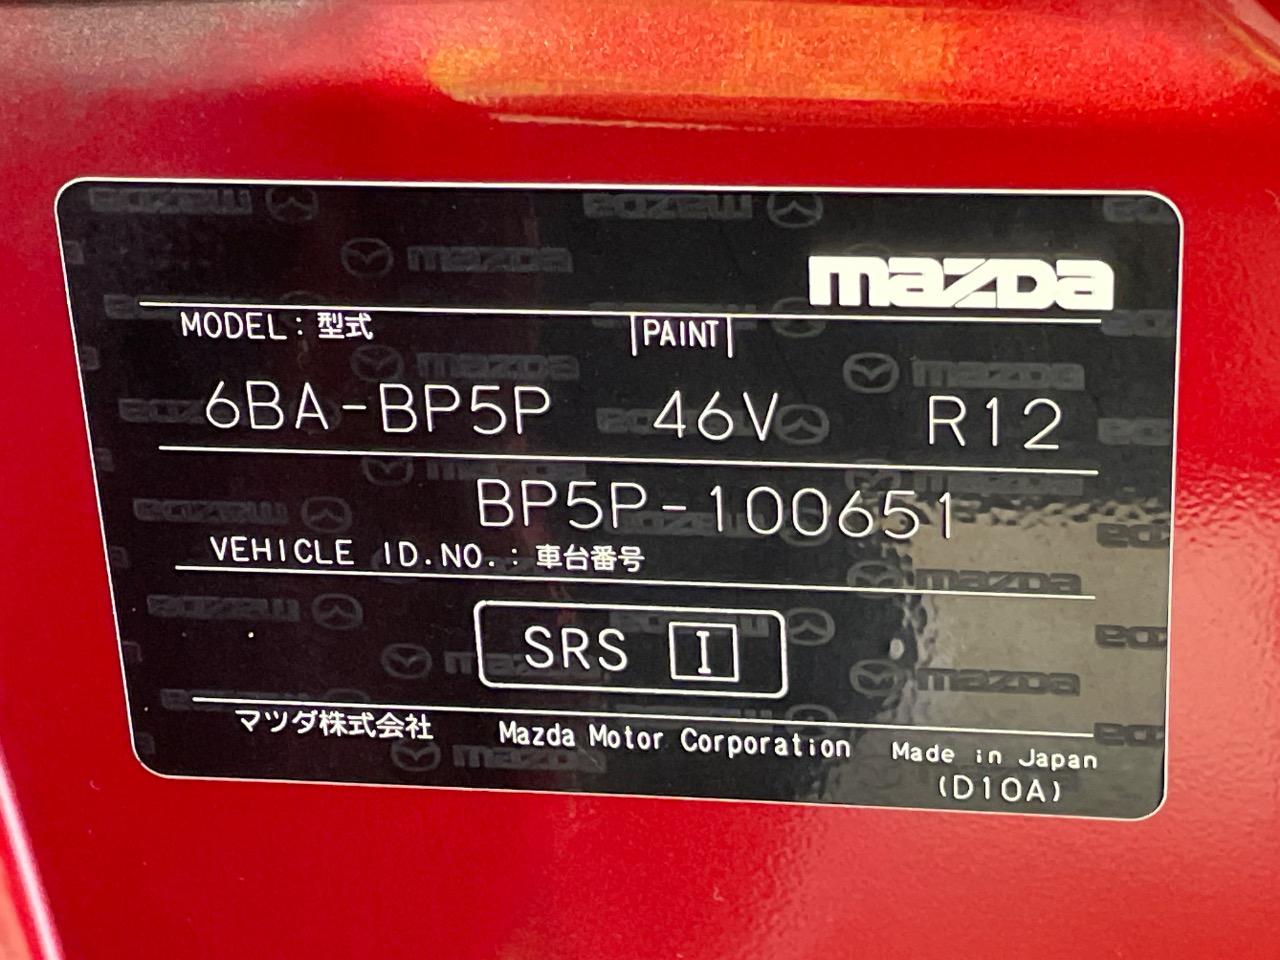 mazda
MODEL : 型式 PAINT
6BA-BP5P 46V R12
BP5P-100651
VEHICLE ID.NO. : 車台番号
SRS I
マツダ株式会社 Mazda Motor Corporation Made in Japan
(D10A)